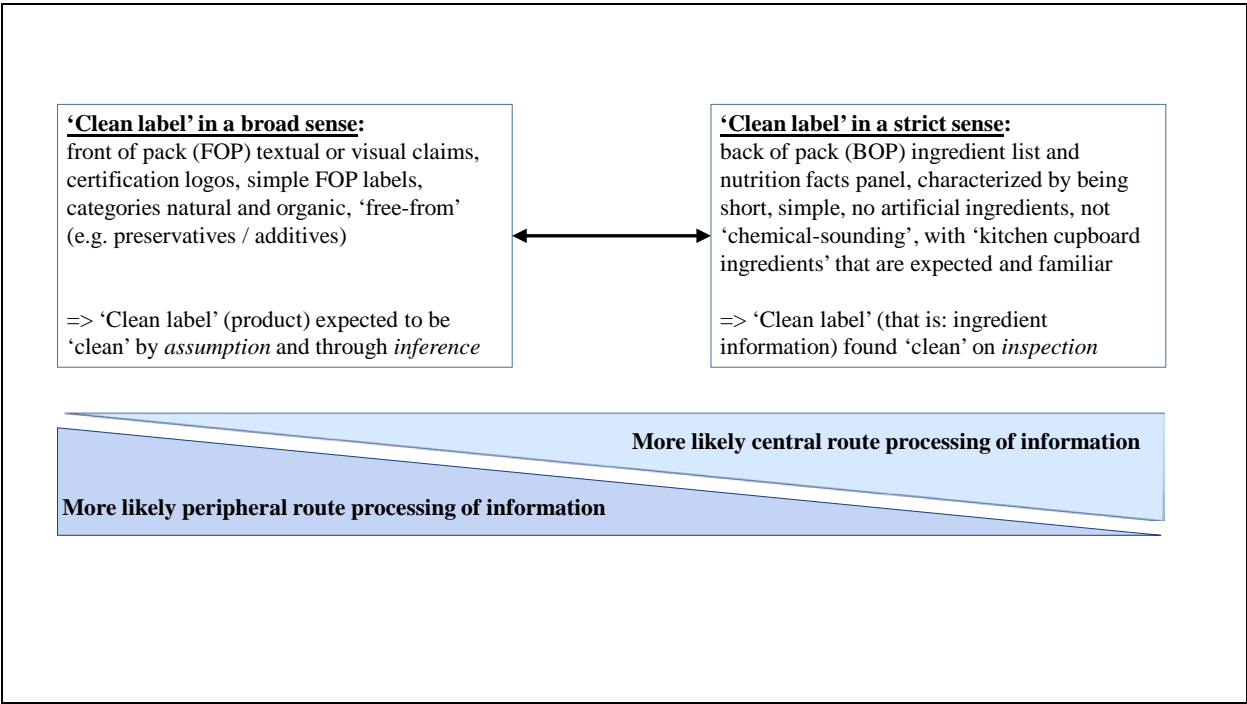 ‘Clean label’ in a broad sense:
front of pack (FOP) textual or visual claims,
certification logos, simple FOP labels,
categories natural and organic, ‘free-from’
(e.g. preservatives / additives)
=> ‘Clean label’ (product) expected to be
‘clean’ by assumption and through inference
‘Clean label’ in a strict sense:
back of pack (BOP) ingredient list and
nutrition facts panel, characterized by being
short, simple, no artificial ingredients, not
‘chemical-sounding’, with ‘kitchen cupboard
ingredients’ that are expected and familiar
=> ‘Clean label’ (that is: ingredient
information) found ‘clean’ on inspection
More likely central route processing of information
More likely peripheral route processing of information